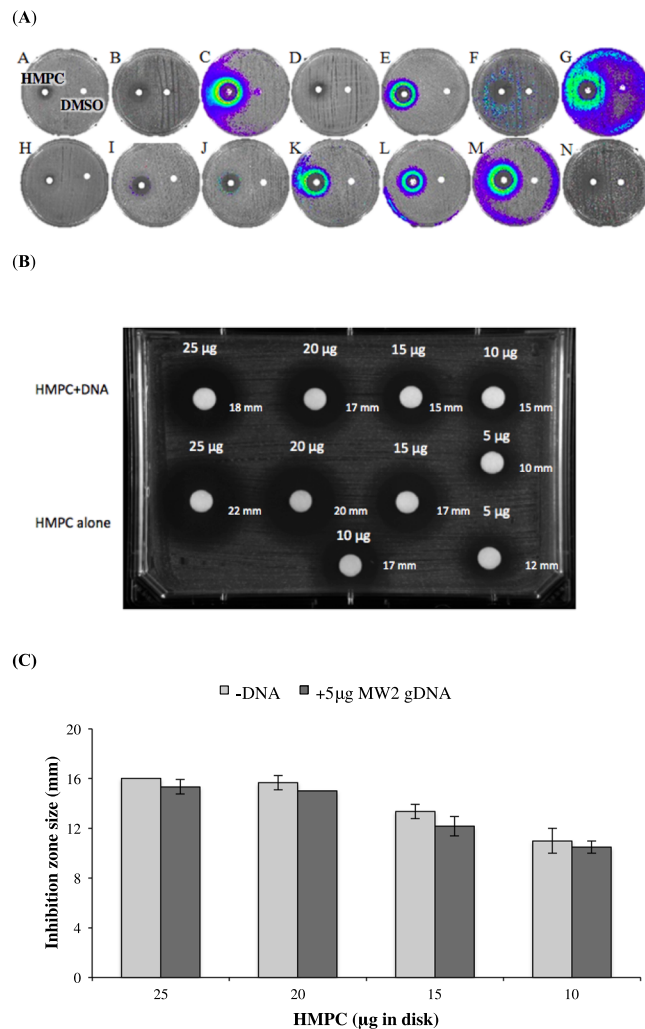 (A)
A B C D E F G
HMPC
DMSO
H I J K L M N
(B)
25 µg 20 µg 15 µg 10 µg
HMPC+DNA
18 mm 17 mm 15 mm 15 mm
5 µg
25 µg 20 µg 15 µg
10 mm
5 µg
HMPC alone
22 mm 20 mm 17 mm
10 µg
17 mm 12 mm
(C)
-DNA +5µg MW2 gDNA
20
16
12
8
4
0
Inhibition zone size (mm)
25 20 15 10
HMPC (µg in disk)